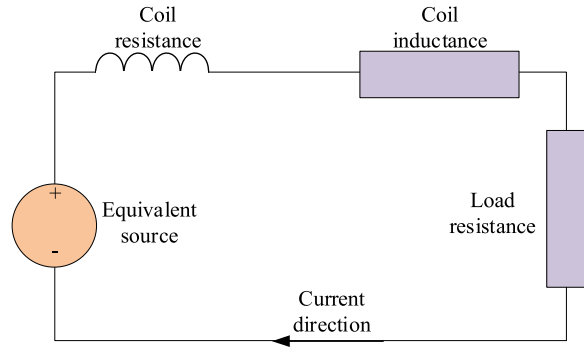 Coil
resistance
Coil
inductance
+
Equivalent
source
-
Load
resistance
Current
direction